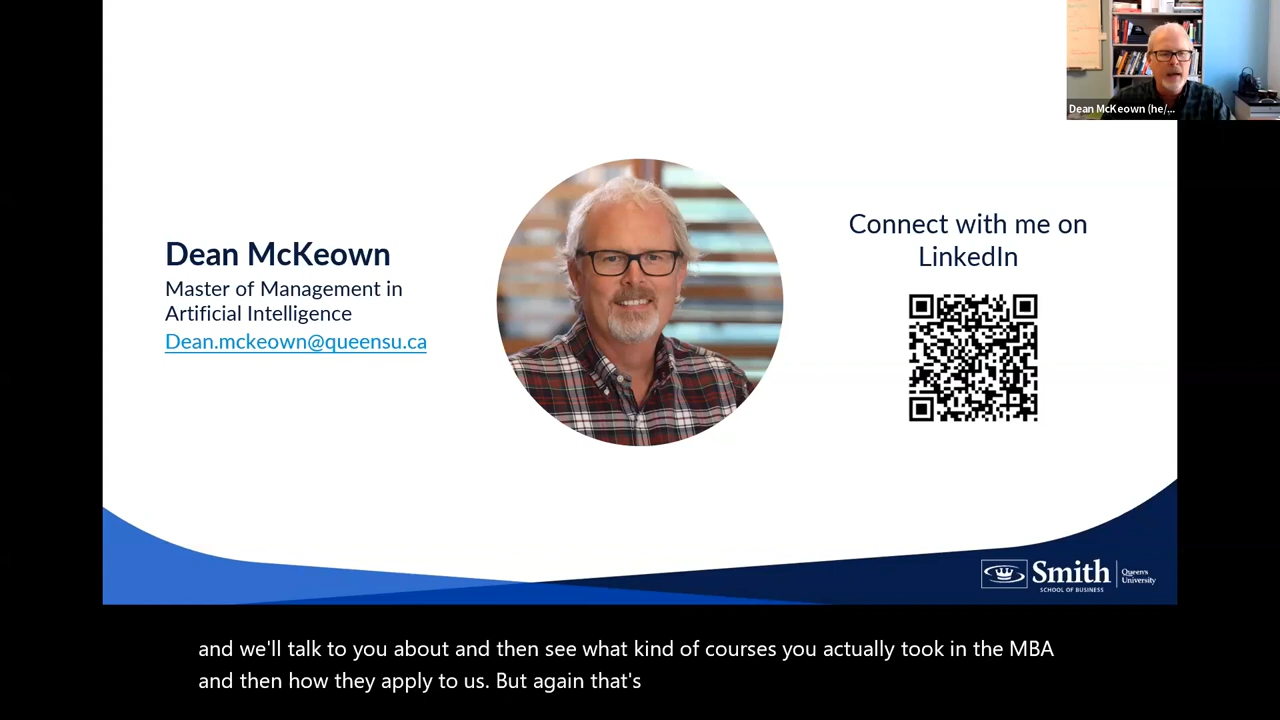 Dean McKeown (he/...
Connect with me on
LinkedIn
Dean McKeown
Master of Management in
Artificial Intelligence
Dean.mckeown@queensu.ca
Smith
SCHOOL OF BUSINESS
Queen's
University
and we'll talk to you about and then see what kind of courses you actually took in the MBA
and then how they apply to us. But again that's